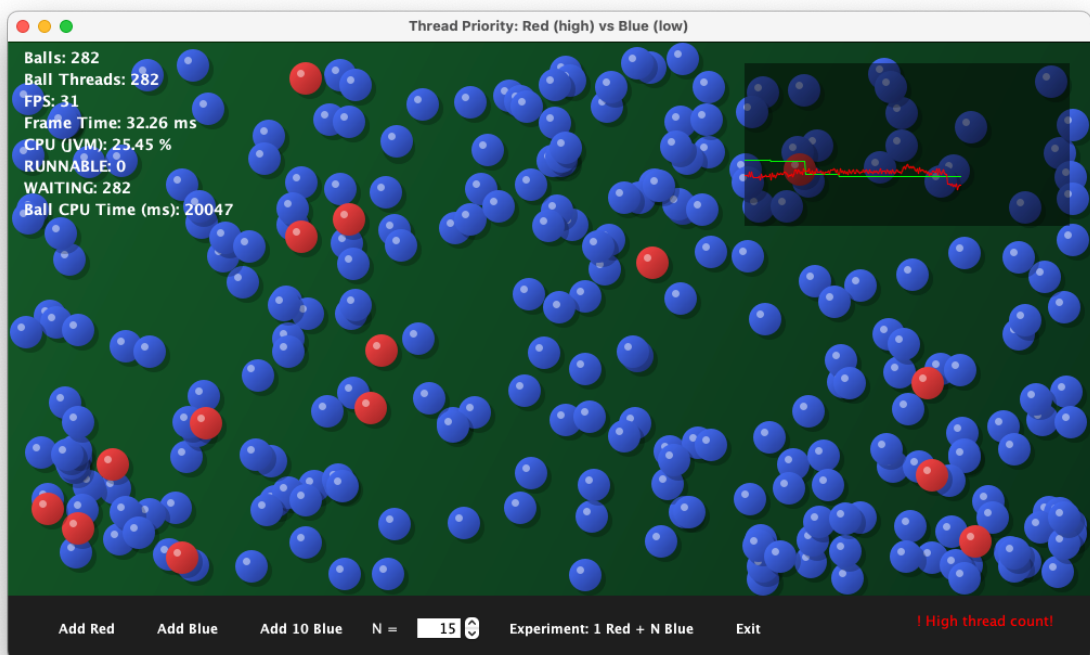 Thread Priority: Red (high) vs Blue (low)
Balls: 282
Ball Threads: 282
FPS: 31
Frame Time: 32.26 ms
CPU (JVM): 25.45 %
RUNNABLE: 0
WAITING: 282
Ball CPU Time (ms): 20047
Add Red Add Blue Add 10 Blue N = 15 Experiment: 1 Red + N Blue Exit ! High thread count!